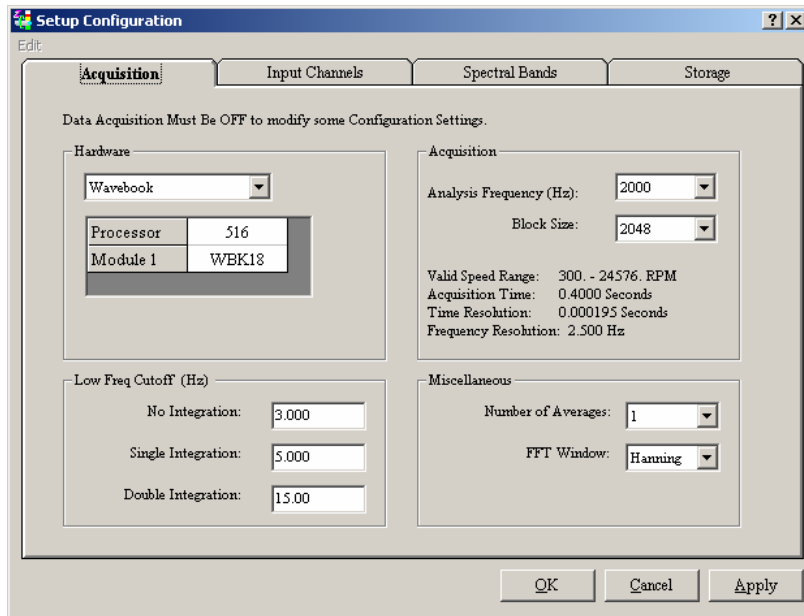 Setup Configuration
Edit
Acquisition
Input Channels
Spectral Bands
Storage
Data Acquisition Must Be OFF to modify some Configuration Settings.
Hardware
Wavebook
Processor 516
Module 1 WBK18
Acquisition
Analysis Frequency (Hz): 2000
Block Size: 2048
Valid Speed Range: 300. - 24576. RPM
Acquisition Time: 0.4000 Seconds
Time Resolution: 0.000195 Seconds
Frequency Resolution: 2.500 Hz
Low Freq Cutoff (Hz)
No Integration: 3.000
Single Integration: 5.000
Double Integration: 15.00
Miscellaneous
Number of Averages: 1
FFT Window: Hanning
OK
Cancel
Apply